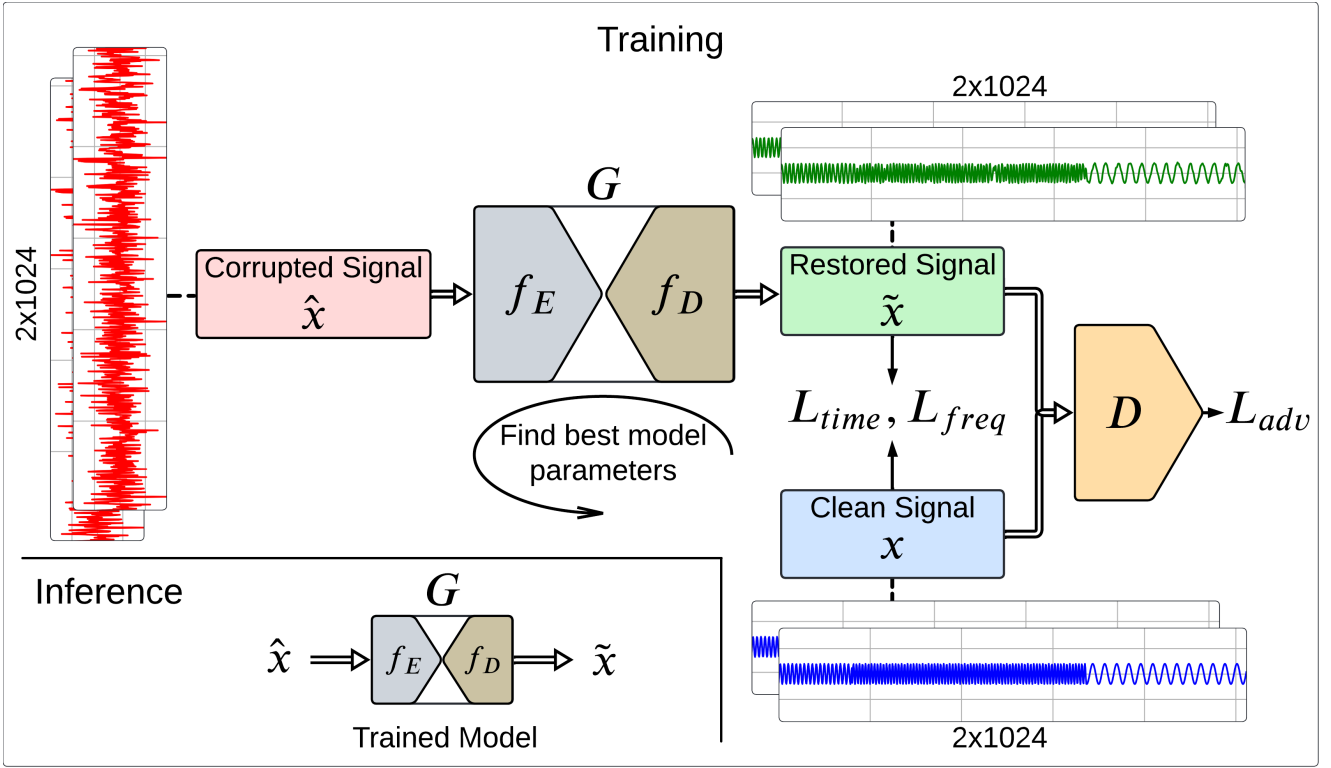 Training
2x1024
2x1024
G
Corrupted Signal
x̂
f_E
f_D
Restored Signal
x̃
L_time, L_freq
D
L_adv
Find best model
parameters
Clean Signal
x
2x1024
Inference
G
x̂
f_E
f_D
x̃
Trained Model